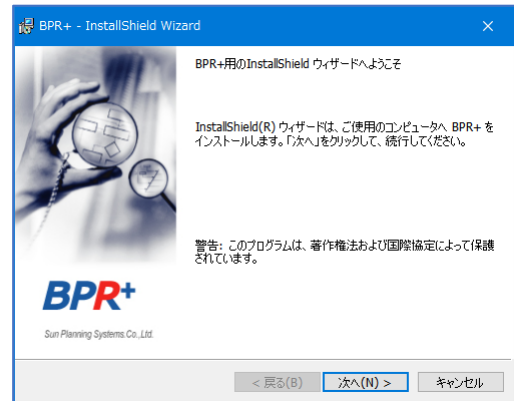 BPR+ - InstallShield Wizard
BPR+用のInstallShield ウィザードへようこそ
InstallShield(R) ウィザードは、ご使用のコンピュータへ BPR+ を
インストールします。「次へ」をクリックして、続行してください。
警告: このプログラムは、著作権法および国際協定によって保護
されています。
BPR+
Sun Planning Systems Co.,Ltd.
< 戻る(B)
次へ(N) >
キャンセル